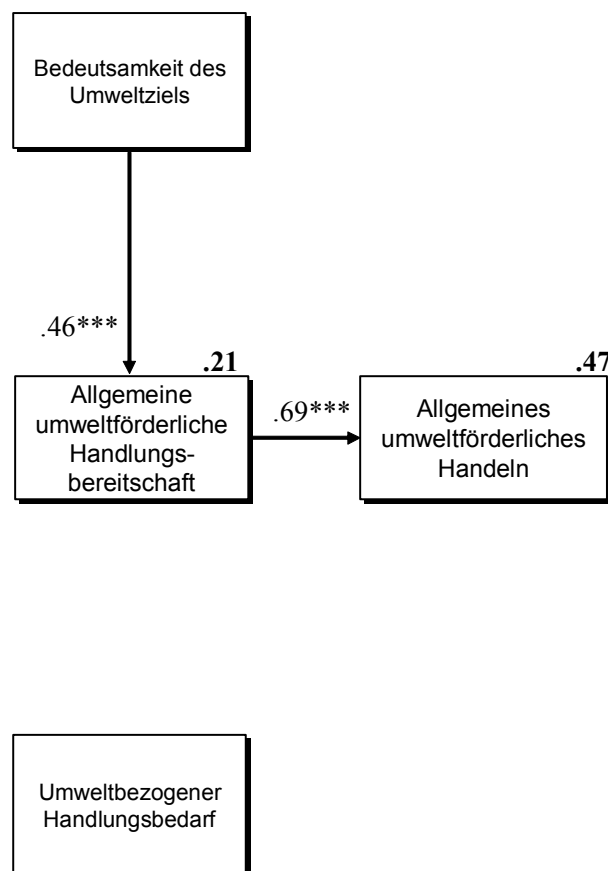 Bedeutsamkeit des
Umweltziels
.46***
.21
Allgemeine
umweltförderliche
Handlungs-
bereitschaft
.69***
.47
Allgemeines
umweltförderliches
Handeln
Umweltbezogener
Handlungsbedarf